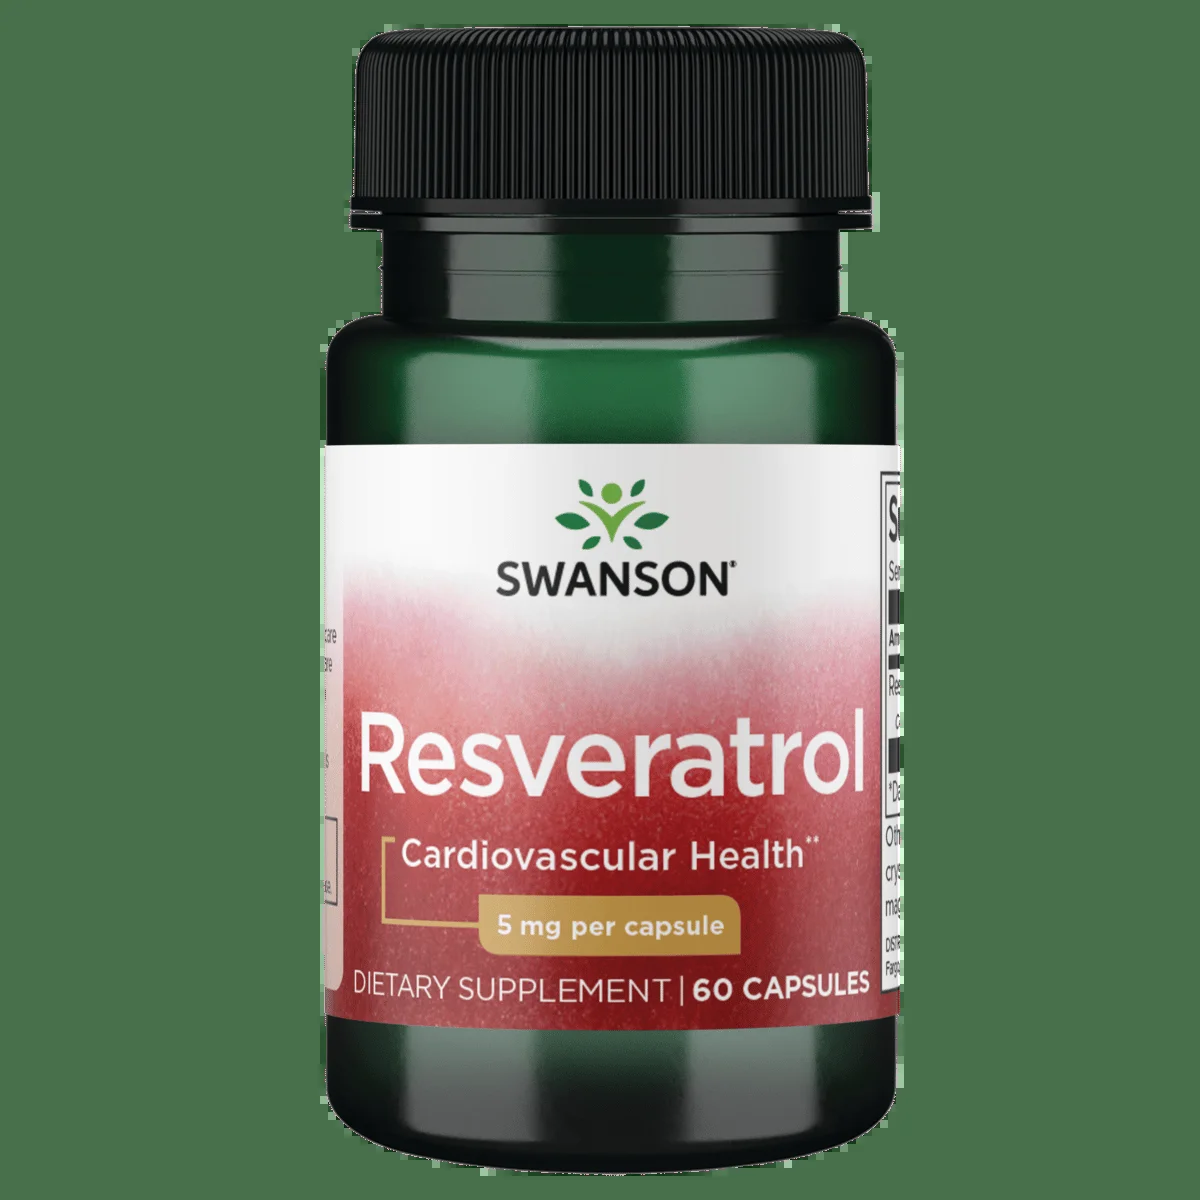 SWANSON®
Resveratrol
Cardiovascular Health**
5 mg per capsule
DIETARY SUPPLEMENT | 60 CAPSULES